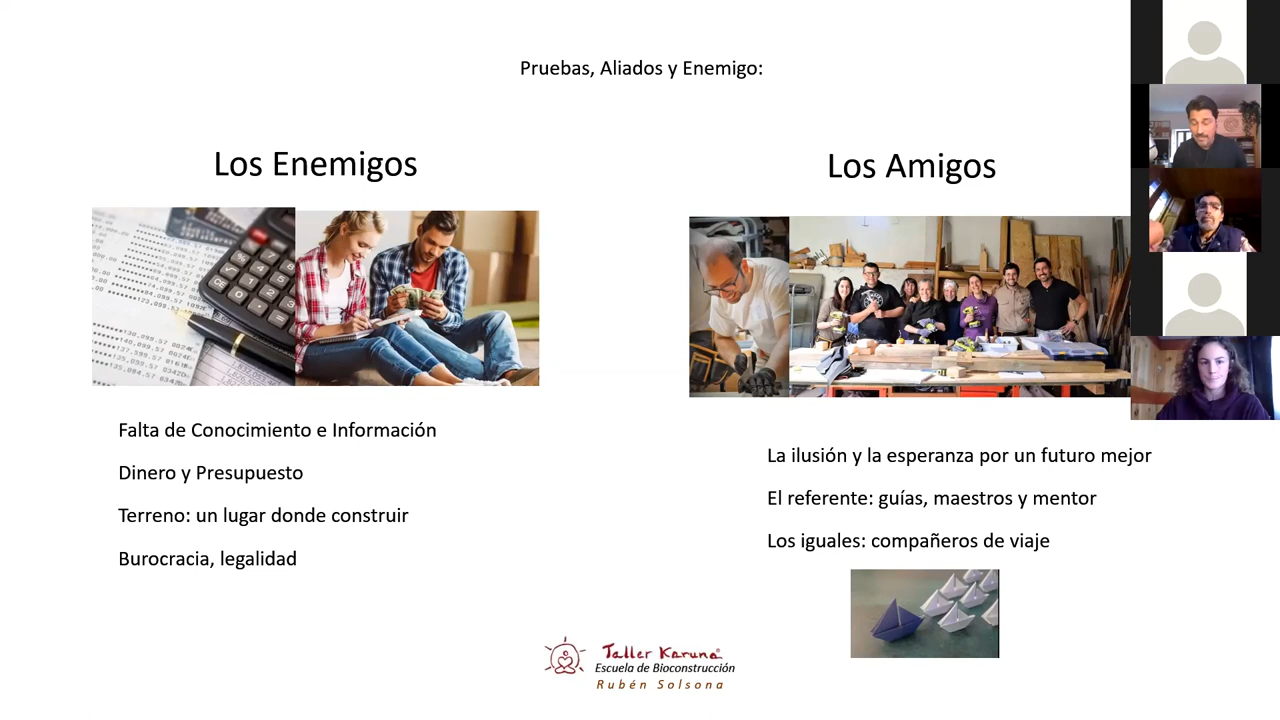 Pruebas, Aliados y Enemigo:
Los Enemigos
Falta de Conocimiento e Información
Dinero y Presupuesto
Terreno: un lugar donde construir
Burocracia, legalidad
Los Amigos
La ilusión y la esperanza por un futuro mejor
El referente: guías, maestros y mentor
Los iguales: compañeros de viaje
Taller Karuna
Escuela de Bioconstrucción
Rubén Solsona